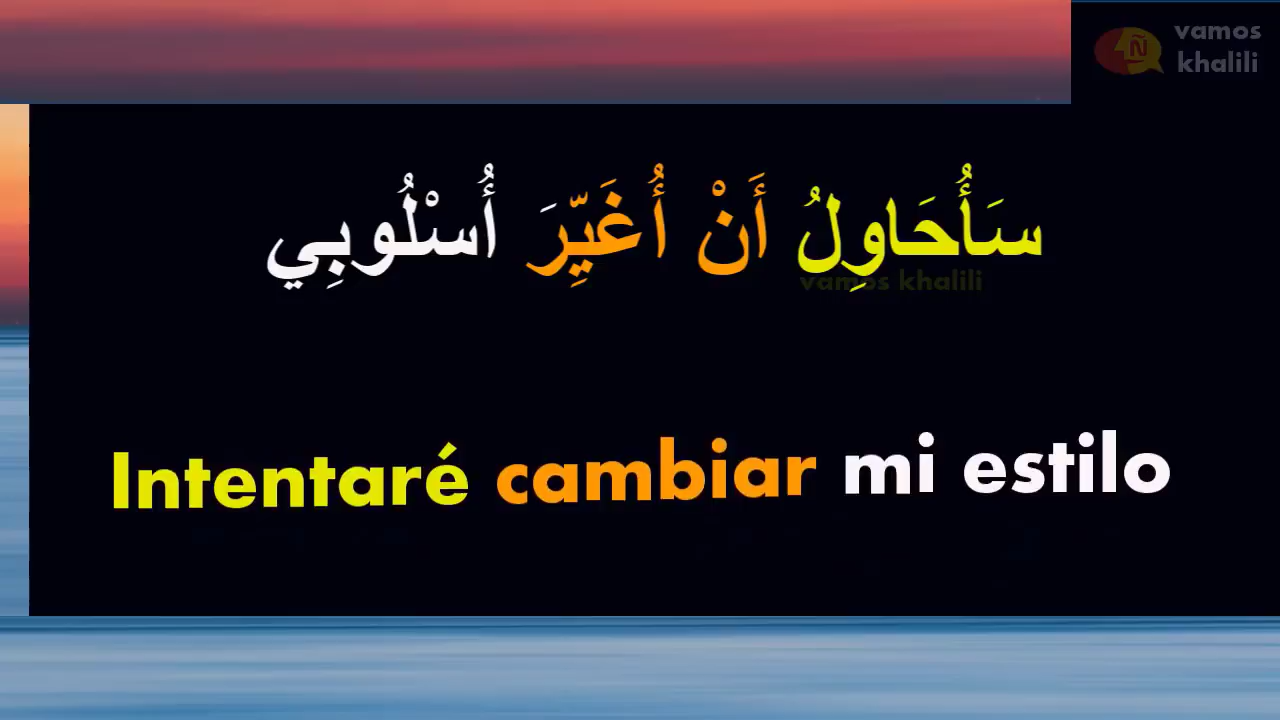 vamos
khalili
سَأُحَاوِلُ أَنْ أُغَيِّرَ أُسْلُوبِي
vamos khalili
Intentaré cambiar mi estilo